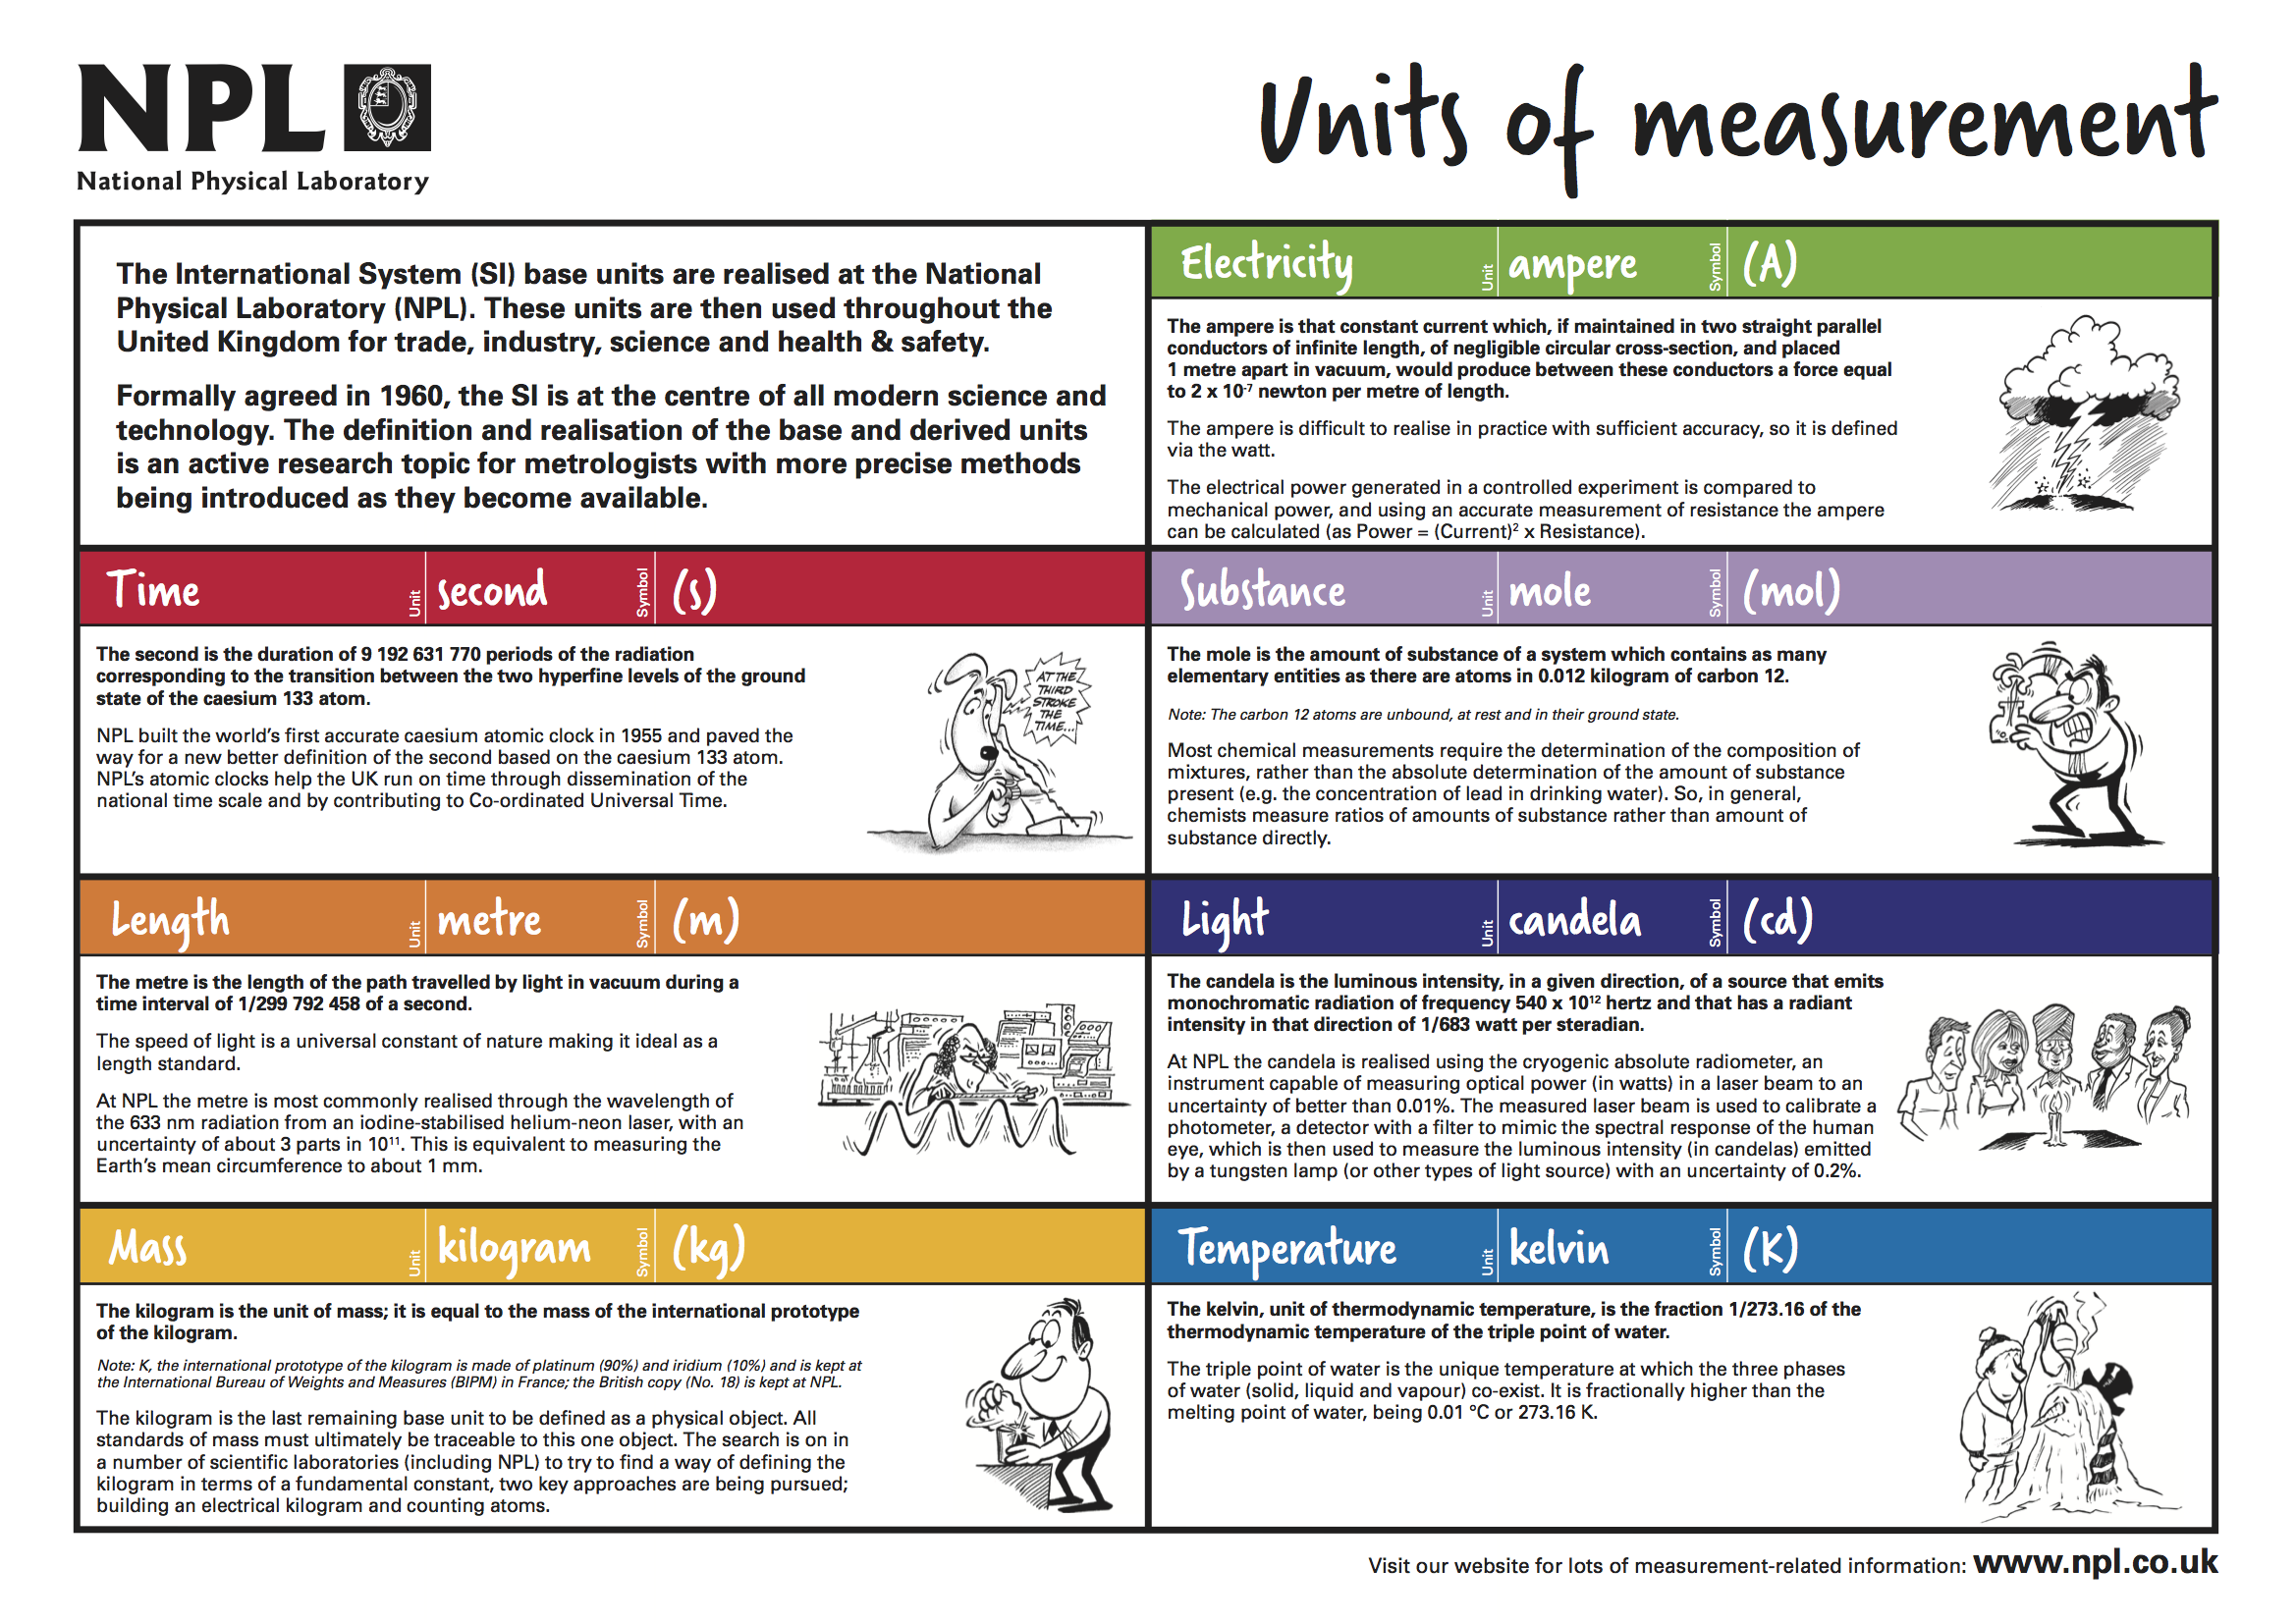 NPL
National Physical Laboratory
Units of measurement
The International System (SI) base units are realised at the National
Physical Laboratory (NPL). These units are then used throughout the
United Kingdom for trade, industry, science and health & safety.
Formally agreed in 1960, the SI is at the centre of all modern science and
technology. The definition and realisation of the base and derived units
is an active research topic for metrologists with more precise methods
being introduced as they become available.
Electricity Unit ampere Symbol (A)
The ampere is that constant current which, if maintained in two straight parallel
conductors of infinite length, of negligible circular cross-section, and placed
1 metre apart in vacuum, would produce between these conductors a force equal
to 2 x 10⁻⁷ newton per metre of length.
The ampere is difficult to realise in practice with sufficient accuracy, so it is defined
via the watt.
The electrical power generated in a controlled experiment is compared to
mechanical power, and using an accurate measurement of resistance the ampere
can be calculated (as Power = (Current)² x Resistance).
Time Unit second Symbol (s)
The second is the duration of 9 192 631 770 periods of the radiation
corresponding to the transition between the two hyperfine levels of the ground
state of the caesium 133 atom.
NPL built the world's first accurate caesium atomic clock in 1955 and paved the
way for a new better definition of the second based on the caesium 133 atom.
NPL's atomic clocks help the UK run on time through dissemination of the
national time scale and by contributing to Co-ordinated Universal Time.
AT THE
THIRD
STROKE
THE
TIME...
Substance Unit mole Symbol (mol)
The mole is the amount of substance of a system which contains as many
elementary entities as there are atoms in 0.012 kilogram of carbon 12.
Note: The carbon 12 atoms are unbound, at rest and in their ground state.
Most chemical measurements require the determination of the composition of
mixtures, rather than the absolute determination of the amount of substance
present (e.g. the concentration of lead in drinking water). So, in general,
chemists measure ratios of amounts of substance rather than amount of
substance directly.
Length Unit metre Symbol (m)
The metre is the length of the path travelled by light in vacuum during a
time interval of 1/299 792 458 of a second.
The speed of light is a universal constant of nature making it ideal as a
length standard.
At NPL the metre is most commonly realised through the wavelength of
the 633 nm radiation from an iodine-stabilised helium-neon laser, with an
uncertainty of about 3 parts in 10¹¹. This is equivalent to measuring the
Earth's mean circumference to about 1 mm.
Light Unit candela Symbol (cd)
The candela is the luminous intensity, in a given direction, of a source that emits
monochromatic radiation of frequency 540 x 10¹² hertz and that has a radiant
intensity in that direction of 1/683 watt per steradian.
At NPL the candela is realised using the cryogenic absolute radiometer, an
instrument capable of measuring optical power (in watts) in a laser beam to an
uncertainty of better than 0.01%. The measured laser beam is used to calibrate a
photometer, a detector with a filter to mimic the spectral response of the human
eye, which is then used to measure the luminous intensity (in candelas) emitted
by a tungsten lamp (or other types of light source) with an uncertainty of 0.2%.
Mass Unit kilogram Symbol (kg)
The kilogram is the unit of mass; it is equal to the mass of the international prototype
of the kilogram.
Note: K, the international prototype of the kilogram is made of platinum (90%) and iridium (10%) and is kept at
the International Bureau of Weights and Measures (BIPM) in France; the British copy (No. 18) is kept at NPL.
The kilogram is the last remaining base unit to be defined as a physical object. All
standards of mass must ultimately be traceable to this one object. The search is on in
a number of scientific laboratories (including NPL) to try to find a way of defining the
kilogram in terms of a fundamental constant, two key approaches are being pursued;
building an electrical kilogram and counting atoms.
Temperature Unit kelvin Symbol (K)
The kelvin, unit of thermodynamic temperature, is the fraction 1/273.16 of the
thermodynamic temperature of the triple point of water.
The triple point of water is the unique temperature at which the three phases
of water (solid, liquid and vapour) co-exist. It is fractionally higher than the
melting point of water, being 0.01 °C or 273.16 K.
Visit our website for lots of measurement-related information: www.npl.co.uk